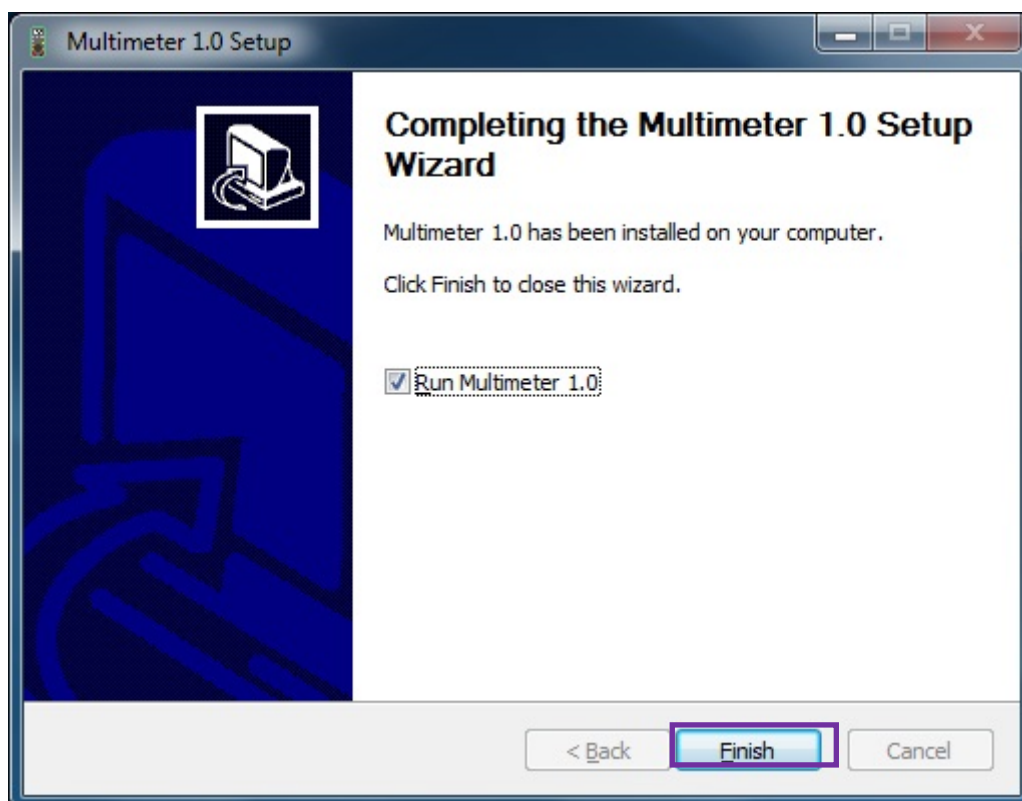 Multimeter 1.0 Setup
Completing the Multimeter 1.0 Setup
Wizard
Multimeter 1.0 has been installed on your computer.
Click Finish to close this wizard.
Run Multimeter 1.0
< Back
Finish
Cancel